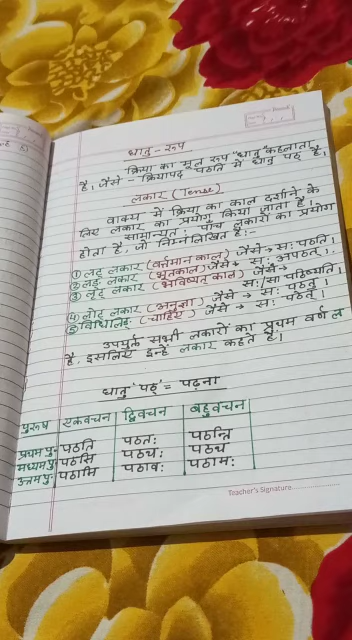 धातु - रूप
क्रिया का मूल रूप "धातु" कहलाता
है। जैसे - क्रियापद पठति में धातु पठ् है।
लकार (Tense)
वाक्य में क्रिया का काल दर्शाने के
लिए लकार का प्रयोग किया जाता है।
सामान्यत: पाँच लकारों का प्रयोग
होता है, जो निम्नलिखित हैं:-
① लट् लकार (वर्तमान काल) जैसे→ स: पठति।
② लङ् लकार (भूतकाल) जैसे→ स: अपठत्।
③ लृट् लकार (भविष्यत् काल) जैसे→
स:/सा पठिष्यति।
④ लोट् लकार (अनुज्ञा) जैसे → स: पठतु।
⑤ विधिलिङ् (चाहिए) जैसे → स: पठेत्।
उपर्युक्त सभी लकारों का प्रथम वर्ण ल
है, इसलिए इन्हें लकार कहते हैं।
धातु 'पठ्' = पढ़ना
पुरूष एकवचन द्विवचन बहुवचन
प्रथम पु. पठति पठत: पठन्ति
मध्यम पु. पठसि पठथ: पठथ
उत्तम पु. पठामि पठाव: पठाम:
Teacher's Signature